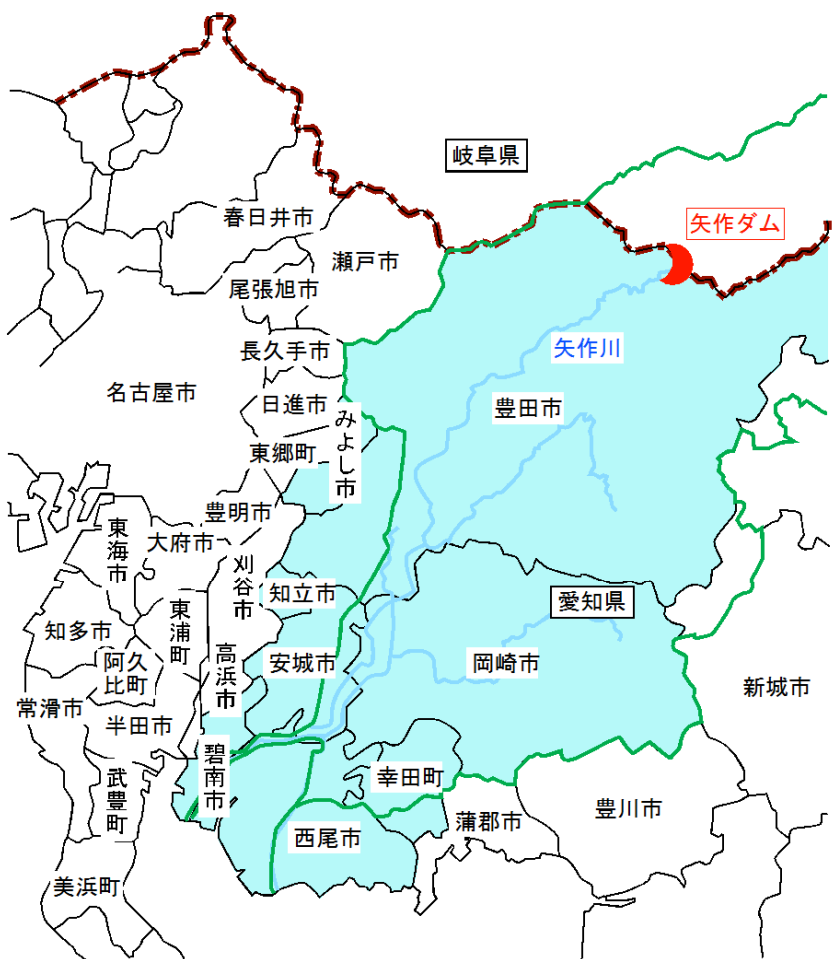 岐阜県
春日井市
矢作ダム
瀬戸市
尾張旭市
長久手市
矢作川
名古屋市
日進市
みよし市
豊田市
東郷町
豊明市
東海市
大府市
刈谷市
知立市
愛知県
東浦町
知多市
阿久
比町
高浜市
安城市
岡崎市
新城市
常滑市
半田市
碧南市
武豊町
幸田町
豊川市
蒲郡市
西尾市
美浜町